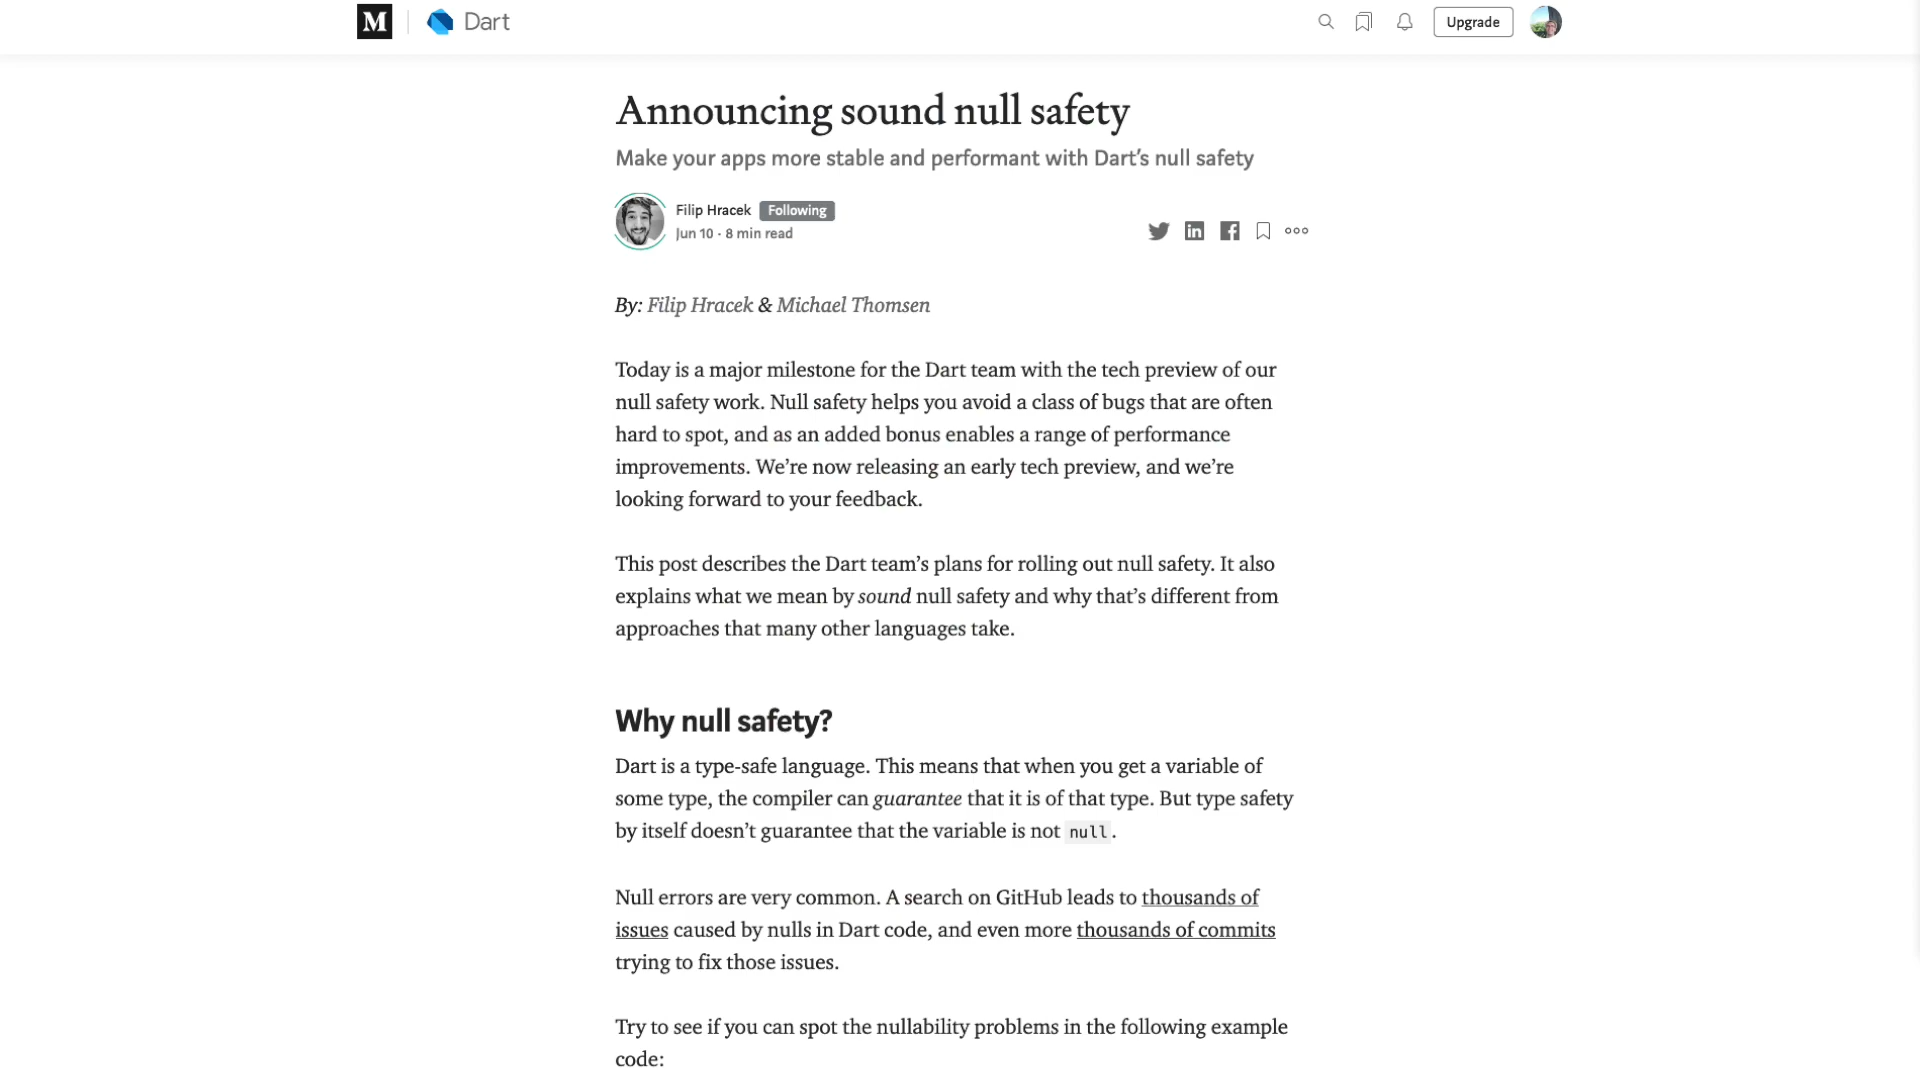 M
Dart
Upgrade
Announcing sound null safety
Make your apps more stable and performant with Dart’s null safety
Filip Hracek Following
Jun 10 · 8 min read
By: Filip Hracek & Michael Thomsen
Today is a major milestone for the Dart team with the tech preview of our
null safety work. Null safety helps you avoid a class of bugs that are often
hard to spot, and as an added bonus enables a range of performance
improvements. We’re now releasing an early tech preview, and we’re
looking forward to your feedback.
This post describes the Dart team’s plans for rolling out null safety. It also
explains what we mean by sound null safety and why that’s different from
approaches that many other languages take.
Why null safety?
Dart is a type-safe language. This means that when you get a variable of
some type, the compiler can guarantee that it is of that type. But type safety
by itself doesn’t guarantee that the variable is not null.
Null errors are very common. A search on GitHub leads to thousands of
issues caused by nulls in Dart code, and even more thousands of commits
trying to fix those issues.
Try to see if you can spot the nullability problems in the following example
code: